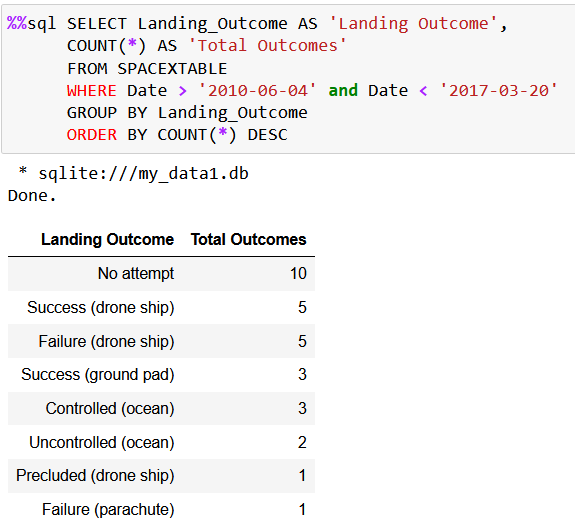 %%sql SELECT Landing_Outcome AS 'Landing Outcome',
COUNT(*) AS 'Total Outcomes'
FROM SPACEXTABLE
WHERE Date > '2010-06-04' and Date < '2017-03-20'
GROUP BY Landing_Outcome
ORDER BY COUNT(*) DESC
* sqlite:///my_data1.db
Done.
Landing Outcome Total Outcomes
No attempt 10
Success (drone ship) 5
Failure (drone ship) 5
Success (ground pad) 3
Controlled (ocean) 3
Uncontrolled (ocean) 2
Precluded (drone ship) 1
Failure (parachute) 1